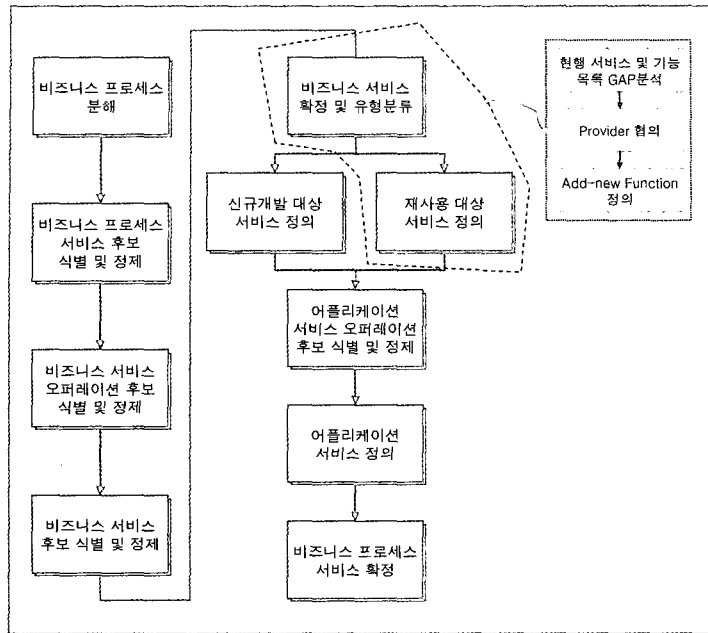 비즈니스 프로세스
분해
비즈니스 프로세스
서비스 후보
식별 및 정제
비즈니스 서비스
오퍼레이션 후보
식별 및 정제
비즈니스 서비스
후보 식별 및 정제
비즈니스 서비스
확정 및 유형분류
신규개발 대상
서비스 정의
재사용 대상
서비스 정의
어플리케이션
서비스 오퍼레이션
후보 식별 및 정제
어플리케이션
서비스 정의
비즈니스 프로세스
서비스 확정
현행 서비스 및 기능
목록 GAP분석
Provider 협의
Add-new Function
정의